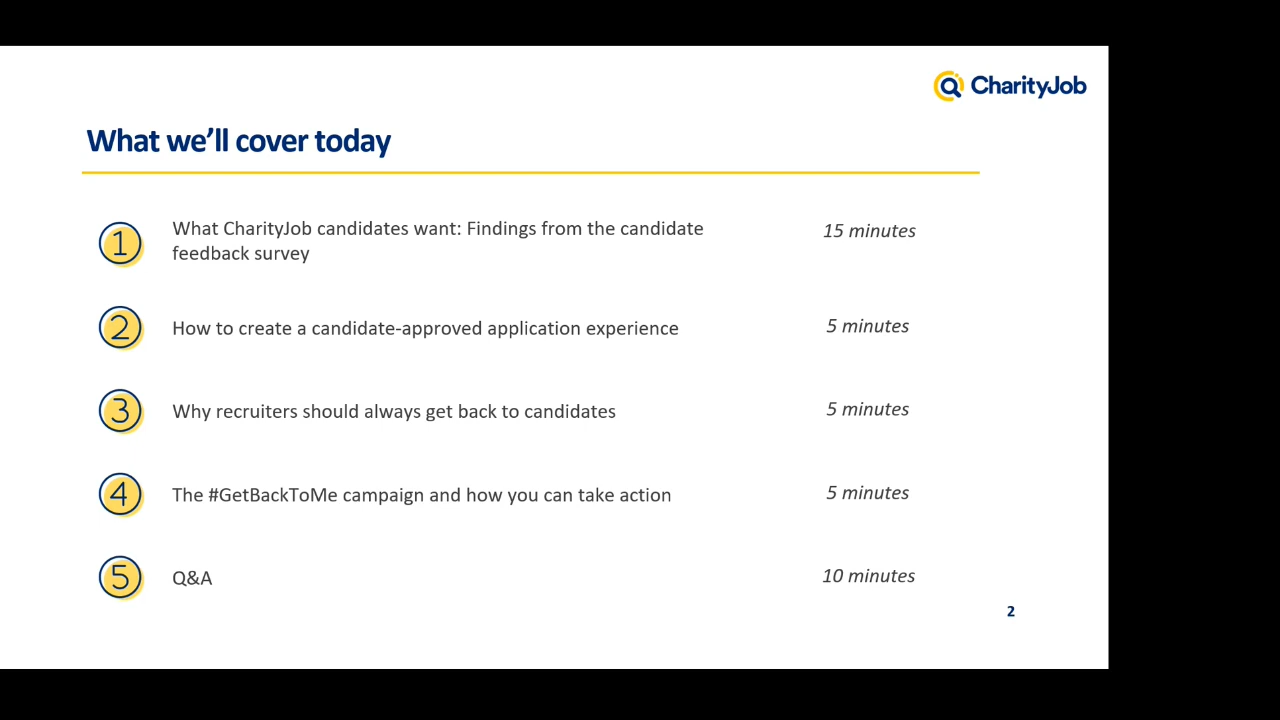 CharityJob
What we'll cover today
1
What CharityJob candidates want: Findings from the candidate
feedback survey
15 minutes
2
How to create a candidate-approved application experience
5 minutes
3
Why recruiters should always get back to candidates
5 minutes
4
The #GetBackToMe campaign and how you can take action
5 minutes
5
Q&A
10 minutes
2